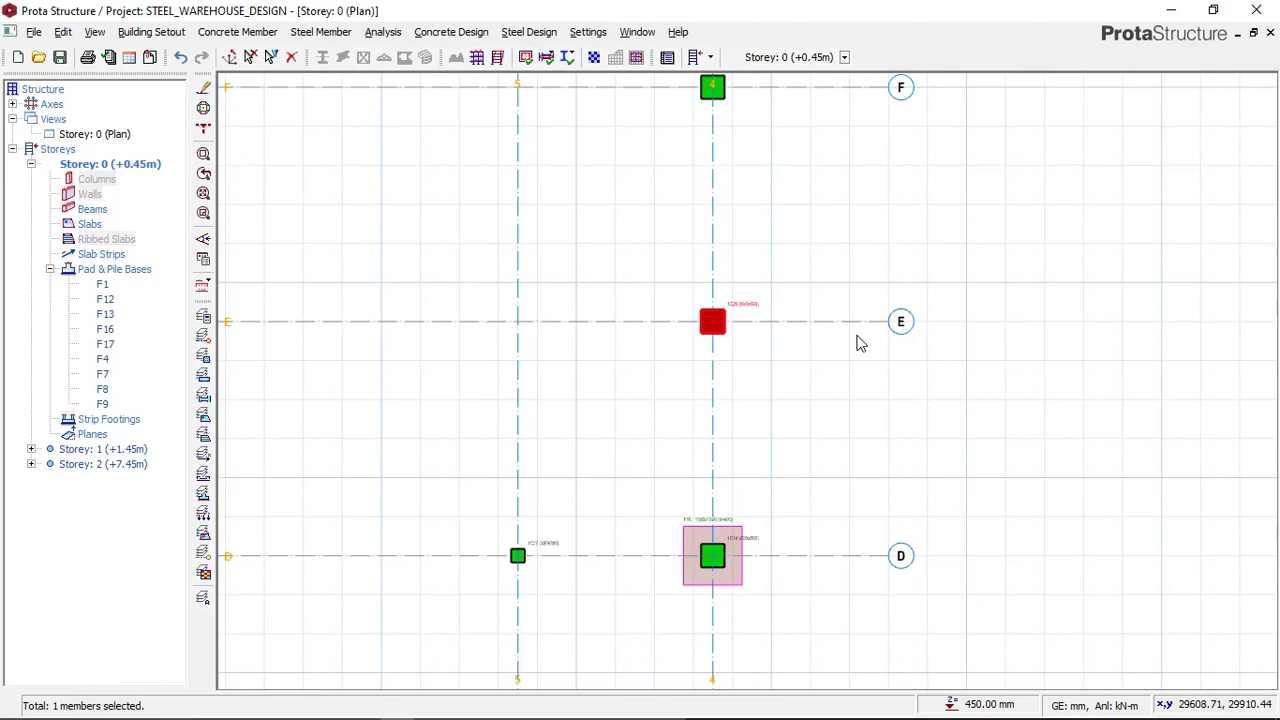 Prota Structure / Project: STEEL_WAREHOUSE_DESIGN - [Storey: 0 (Plan)]
File Edit View Building Setout Concrete Member Steel Member Analysis Concrete Design Steel Design Settings Window Help
ProtaStructure
Storey: 0 (+0.45m)
Structure
Axes
Views
Storey: 0 (Plan)
Storeys
Storey: 0 (+0.45m)
Columns
Walls
Beams
Slabs
Ribbed Slabs
Slab Strips
Pad & Pile Bases
F1
F12
F13
F16
F17
F4
F7
F8
F9
Strip Footings
Planes
Storey: 1 (+1.45m)
Storey: 2 (+7.45m)
F 5 4 F
E E
D D
5 4
Total: 1 members selected.
Z= 450.00 mm
GE: mm, Anl: kN-m
x,y 29608.71, 29910.44